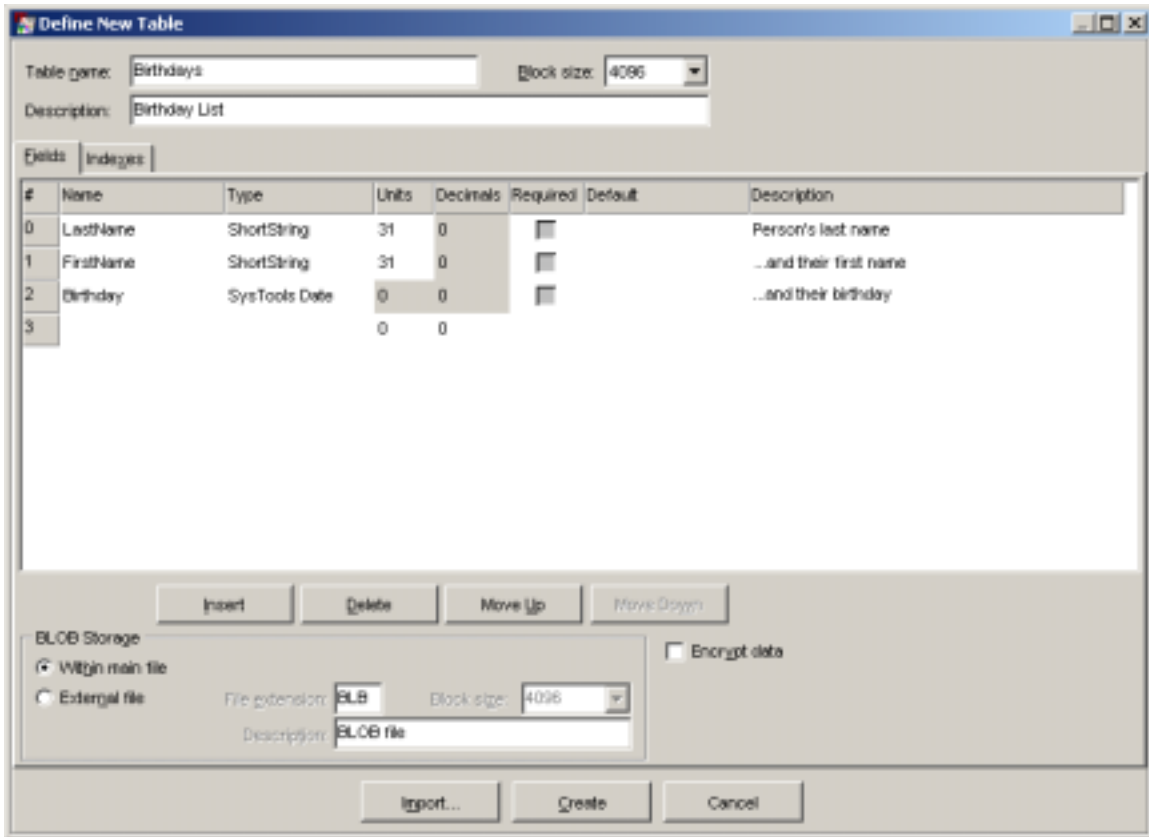 Define New Table
Table name: Birthdays Block size: 4096
Description: Birthday List
Fields Indexes
# Name Type Units Decimals Required Default Description
0 LastName ShortString 31 0 Person's last name
1 FirstName ShortString 31 0 ...and their first name
2 Birthday SysTools Date 0 0 ...and their birthday
3 0 0
Insert Delete Move Up Move Down
BLOB Storage
Within main file Encrypt data
External file File extension: BLB Block size: 4096
Description: BLOB file
Import... Create Cancel